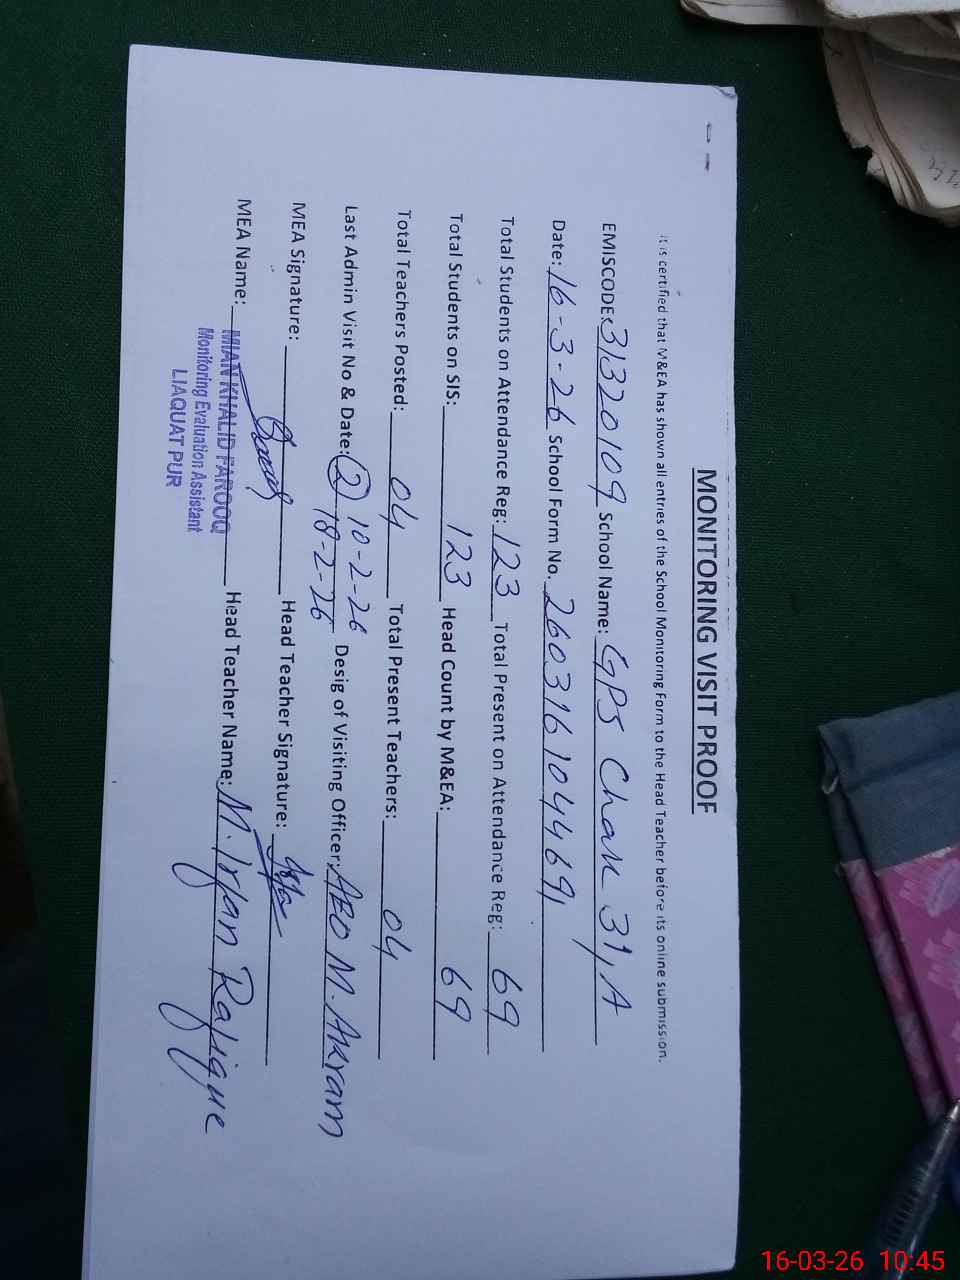 MONITORING VISIT PROOF
It is certified that M&EA has shown all entries of the School Monitoring Form to the Head Teacher before its online submission.
EMISCODE: 31320109 School Name: GPS Chak 31, A
Date: 16-3-26 School Form No. 2603161044691
Total Students on Attendance Reg: 123 Total Present on Attendance Reg: 69
Total Students on SIS: 123 Head Count by M&EA: 69
Total Teachers Posted: 04 Total Present Teachers: 04
Last Admin Visit No & Date: (2) 10-2-26 Desig of Visiting Officer: AEO M. Akram
18-2-26
MEA Signature: Head Teacher Signature:
MEA Name: MIAN KHALID FAROOQ Head Teacher Name: M. Irfan Rafique
Monitoring Evaluation Assistant
LIAQUAT PUR
16-03-26 10:45